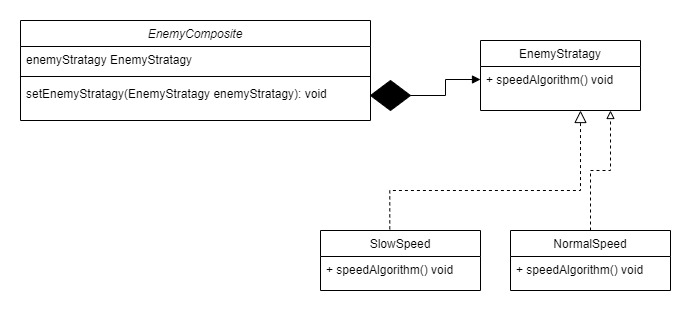 EnemyComposite
enemyStratagy EnemyStratagy
setEnemyStratagy(EnemyStratagy enemyStratagy): void
EnemyStratagy
+ speedAlgorithm() void
SlowSpeed
+ speedAlgorithm() void
NormalSpeed
+ speedAlgorithm() void